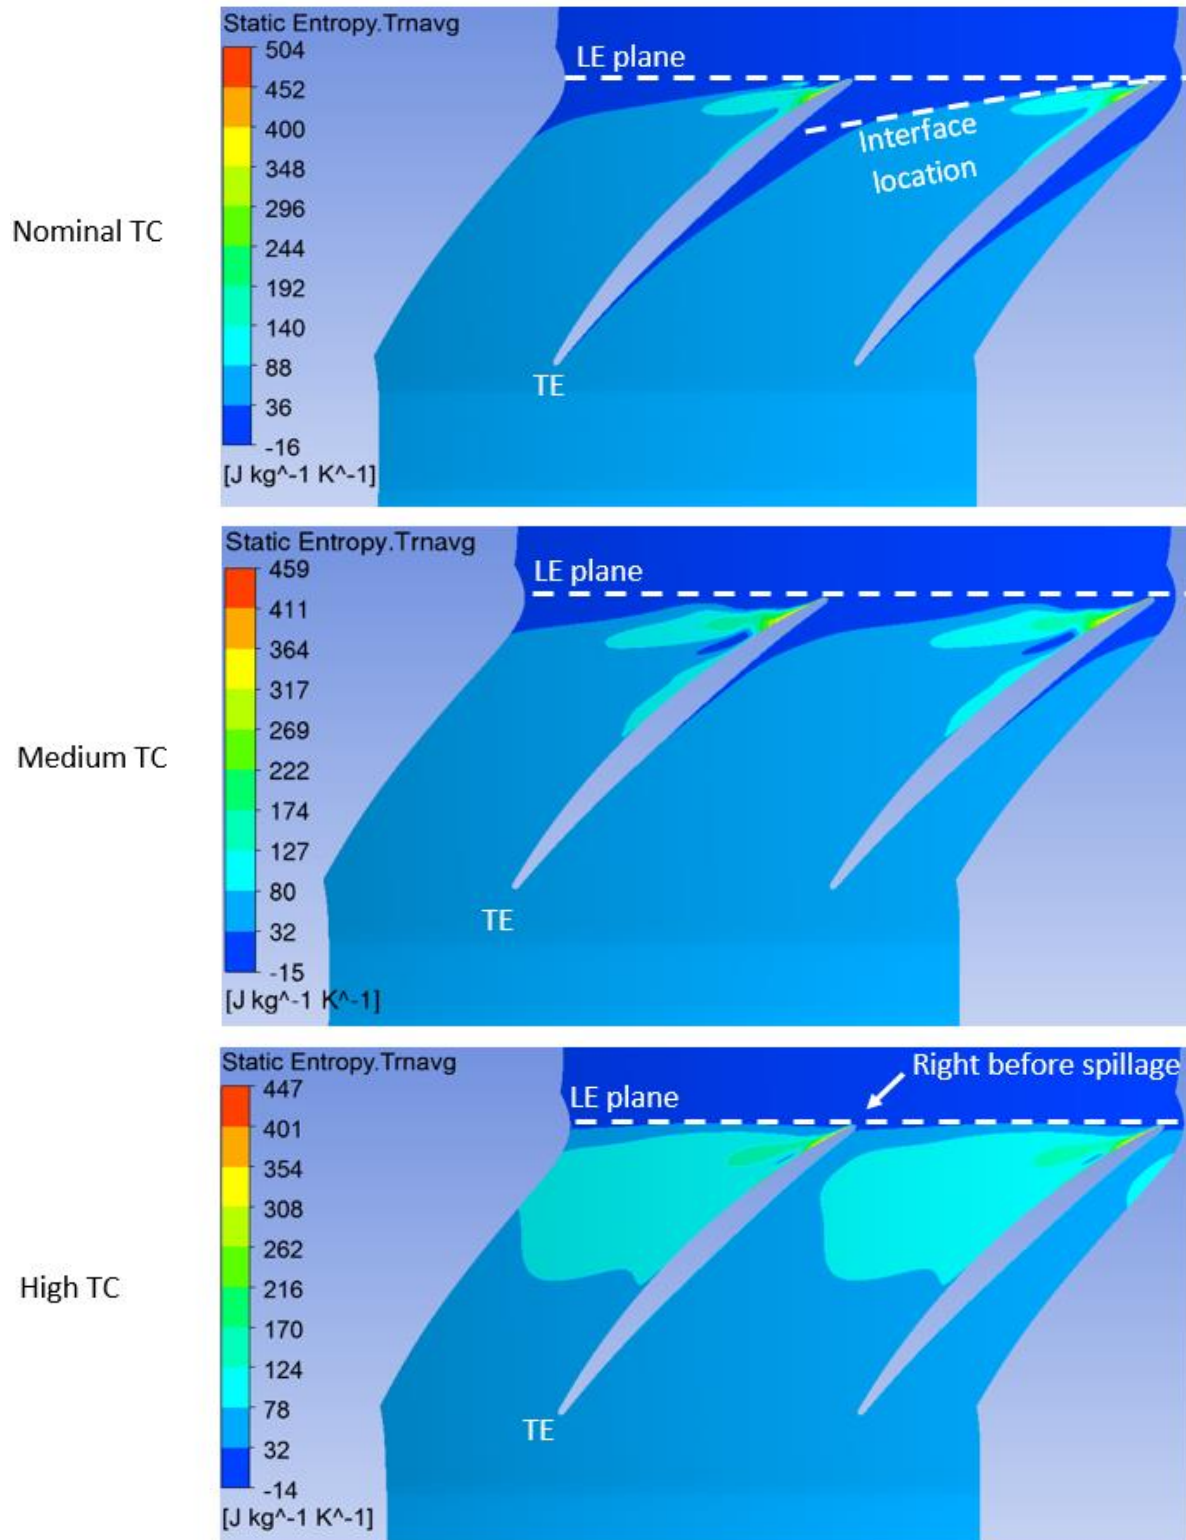 Static Entropy.Trnavg
504
452
400
348
296
244
192
140
88
36
-16
[J kg^-1 K^-1]
Nominal TC
LE plane
Interface
location
TE
Static Entropy.Trnavg
459
411
364
317
269
222
174
127
80
32
-15
[J kg^-1 K^-1]
Medium TC
LE plane
TE
Static Entropy.Trnavg
447
401
354
308
262
216
170
124
78
32
-14
[J kg^-1 K^-1]
High TC
LE plane
Right before spillage
TE